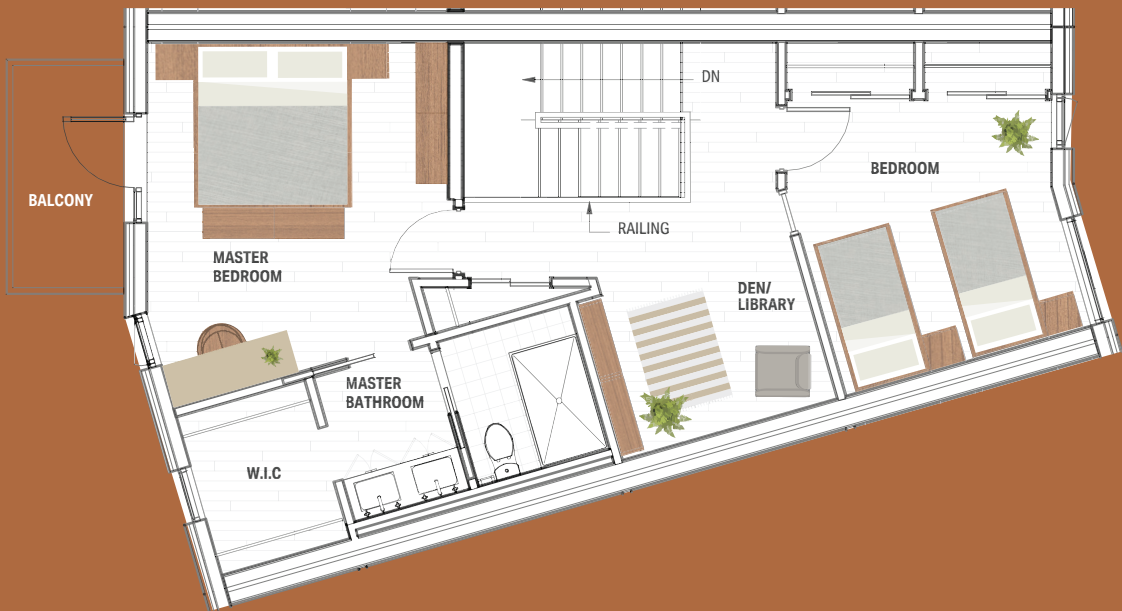 DN
BEDROOM
BALCONY
RAILING
MASTER
BEDROOM
DEN/
LIBRARY
MASTER
BATHROOM
W.I.C